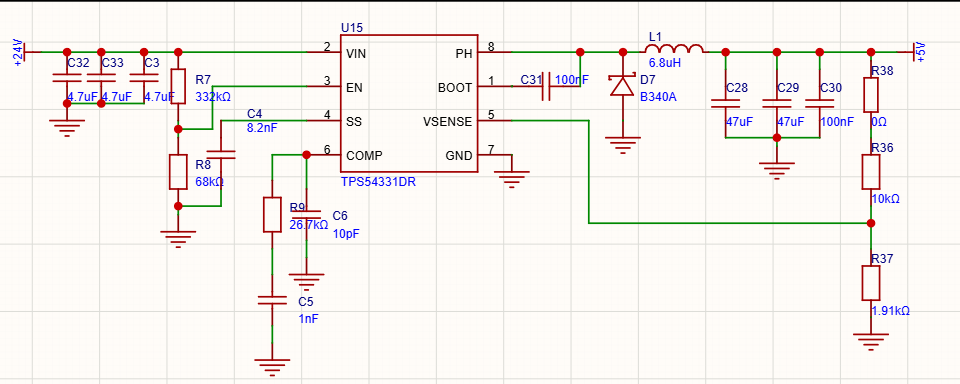 U15
+24V
2
VIN
PH
8
L1
6.8uH
+5V
C32
C33
C3
4.7uF
4.7uF
4.7uF
R7
332kΩ
3
EN
BOOT
1
C31
100nF
D7
B340A
C28
47uF
C29
47uF
C30
100nF
R38
0Ω
C4
8.2nF
4
SS
VSENSE
5
R8
68kΩ
6
COMP
GND
7
TPS54331DR
R36
10kΩ
R9
26.7kΩ
C6
10pF
R37
1.91kΩ
C5
1nF